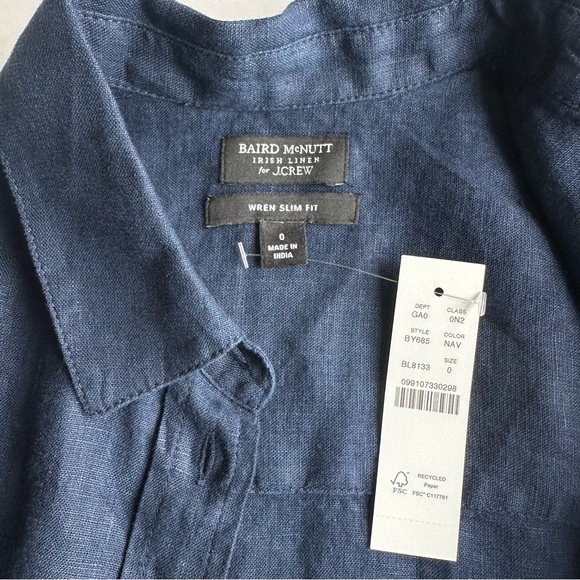 BAIRD McNUTT
IRISH LINEN
for J.CREW
WREN SLIM FIT
0
MADE IN
INDIA
DEPT CLASS
GA0 0N2
STYLE COLOR
BY685 NAV
SIZE
BL8133 0
099107330298
FSC
RECYCLED
Paper
FSC® C117761